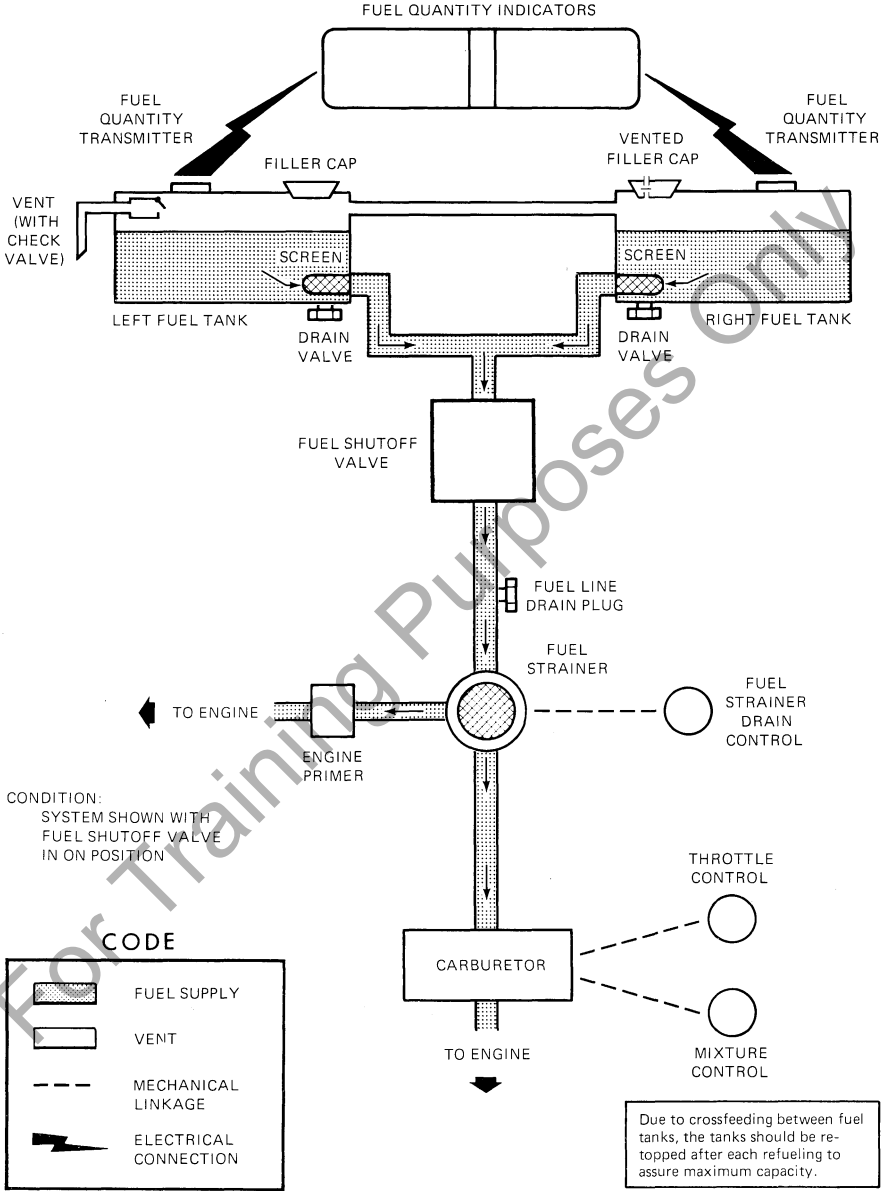 FUEL QUANTITY INDICATORS
FUEL
QUANTITY
TRANSMITTER
FUEL
QUANTITY
TRANSMITTER
FILLER CAP
VENTED
FILLER CAP
VENT
(WITH
CHECK
VALVE)
SCREEN
SCREEN
LEFT FUEL TANK
DRAIN
VALVE
DRAIN
VALVE
RIGHT FUEL TANK
FUEL SHUTOFF
VALVE
FUEL LINE
DRAIN PLUG
FUEL
STRAINER
TO ENGINE
ENGINE
PRIMER
FUEL
STRAINER
DRAIN
CONTROL
CONDITION:
SYSTEM SHOWN WITH
FUEL SHUTOFF VALVE
IN ON POSITION
THROTTLE
CONTROL
CARBURETOR
TO ENGINE
MIXTURE
CONTROL
CODE
FUEL SUPPLY
VENT
MECHANICAL
LINKAGE
ELECTRICAL
CONNECTION
Due to crossfeeding between fuel
tanks, the tanks should be re-
topped after each refueling to
assure maximum capacity.
For Training Purposes Only